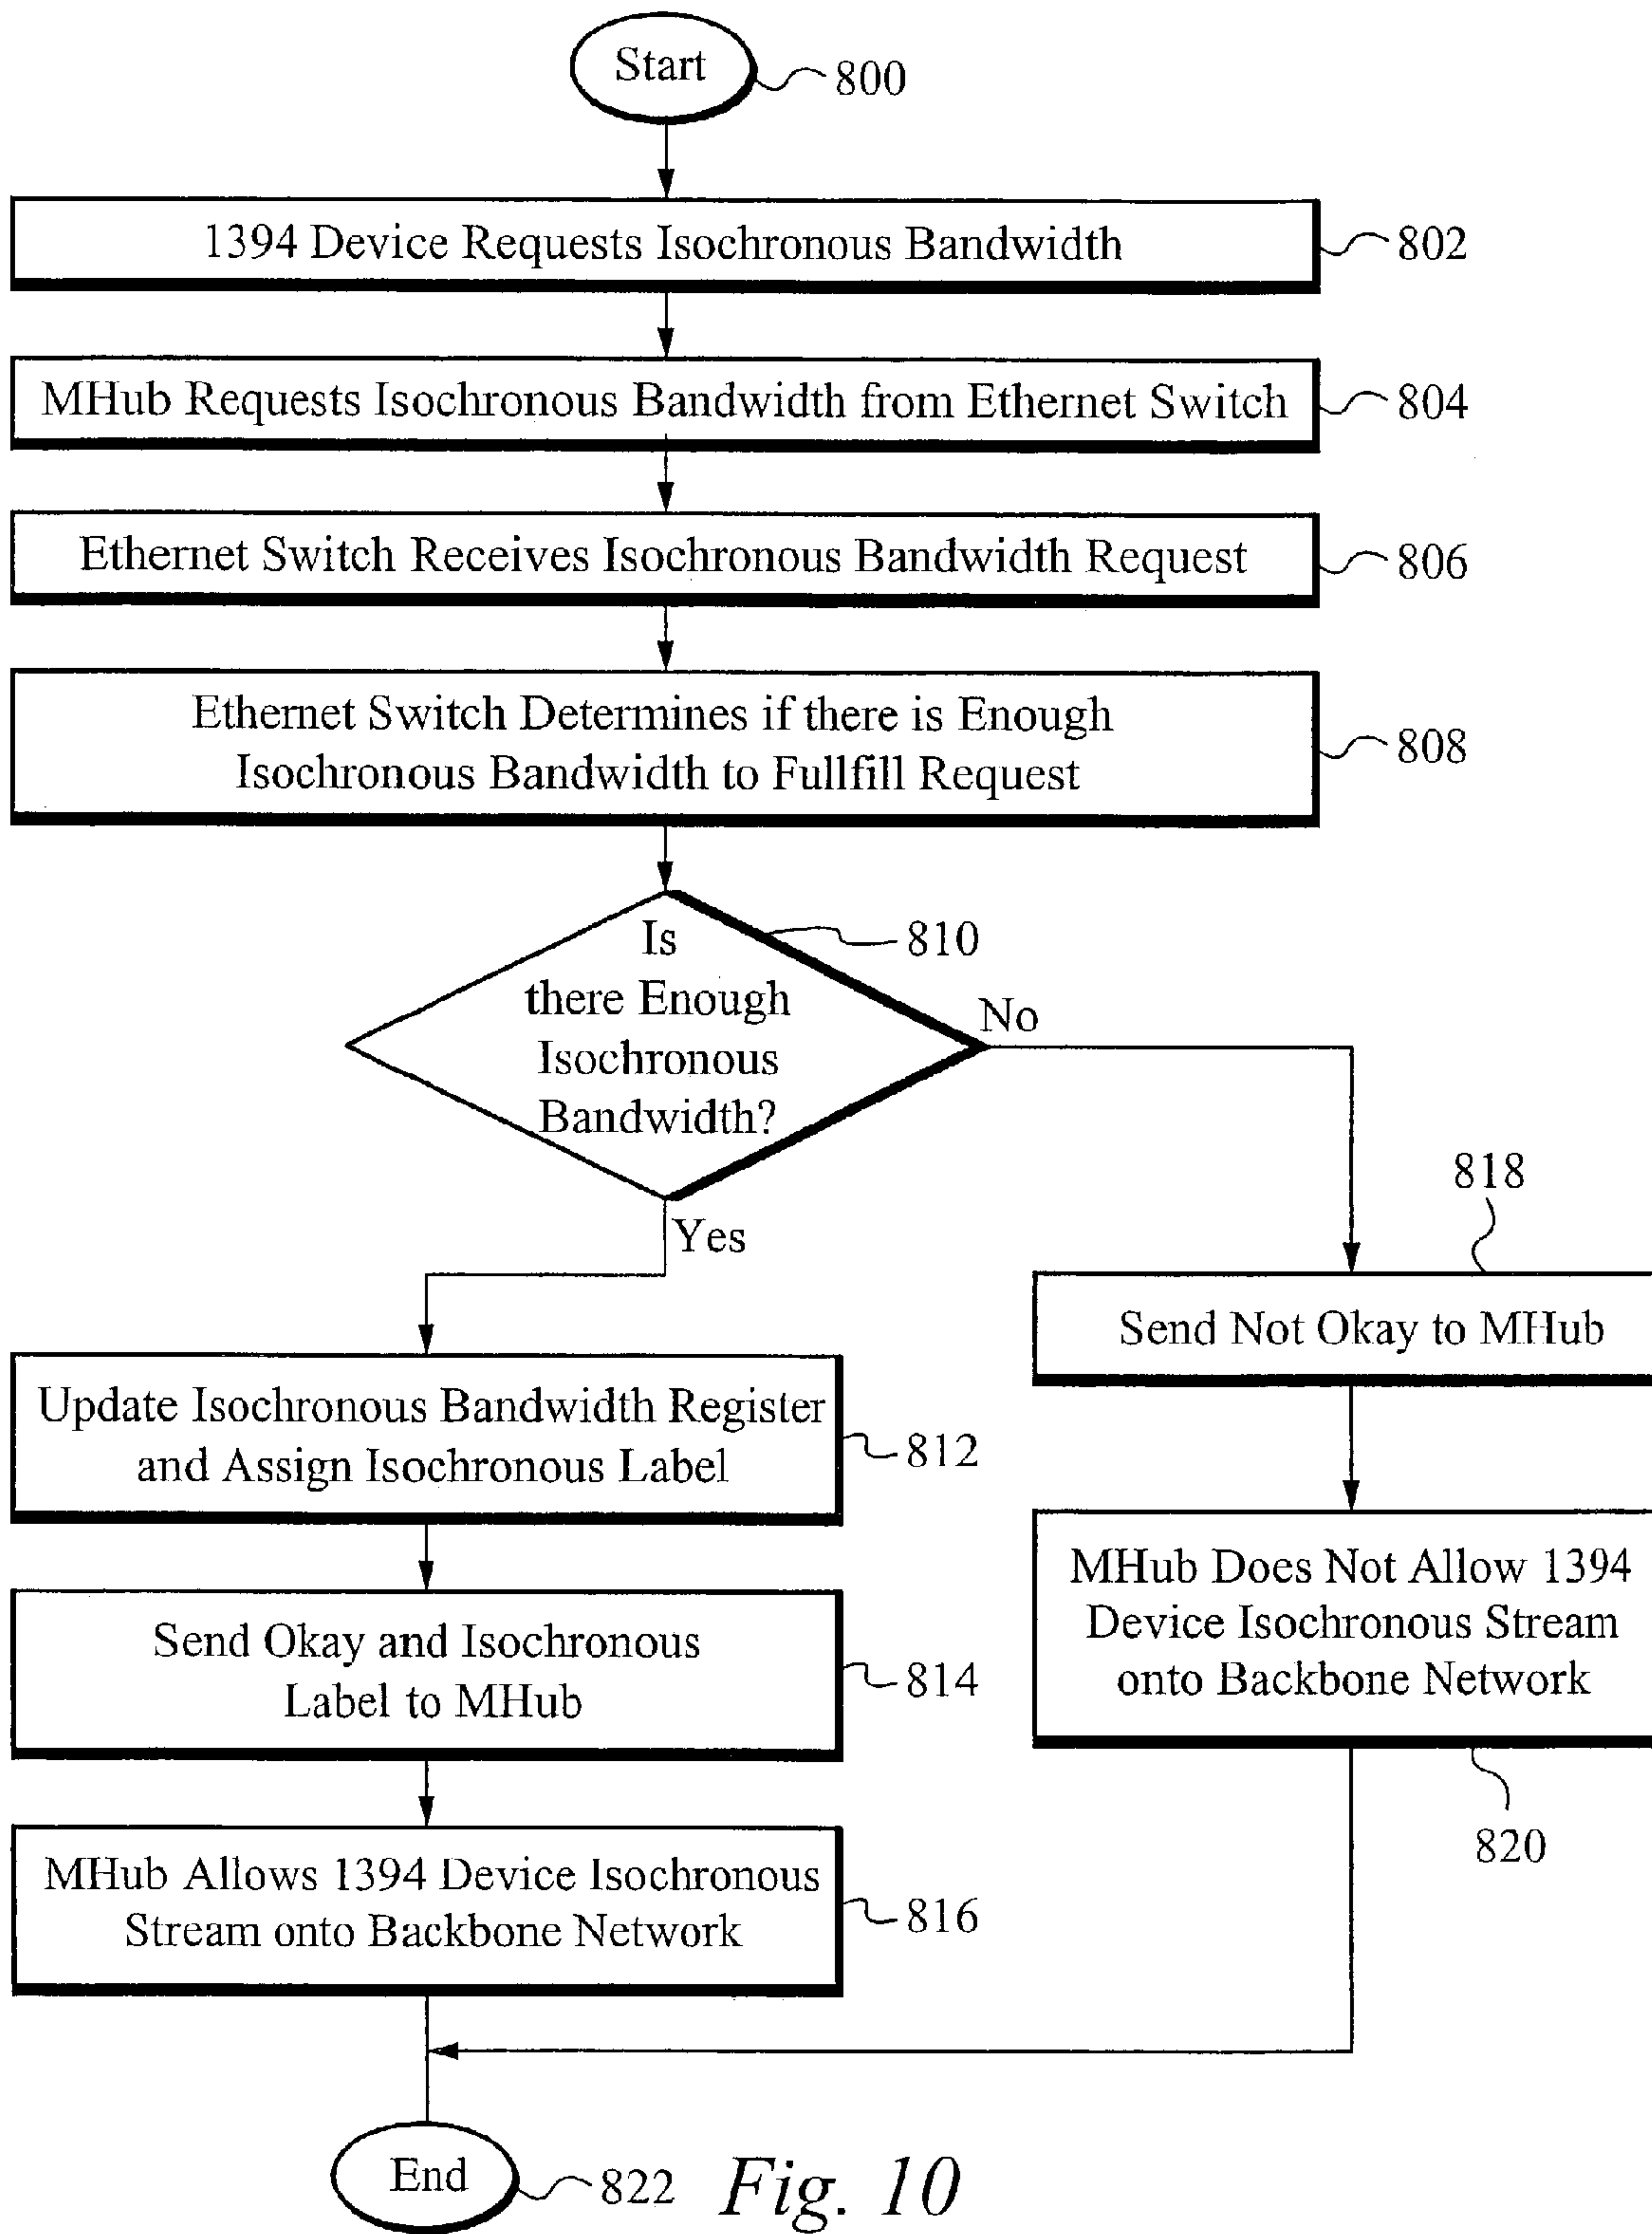 Start
800
1394 Device Requests Isochronous Bandwidth
802
MHub Requests Isochronous Bandwidth from Ethernet Switch
804
Ethernet Switch Receives Isochronous Bandwidth Request
806
Ethernet Switch Determines if there is Enough
Isochronous Bandwidth to Fullfill Request
808
Is
there Enough
Isochronous
Bandwidth?
810
No
Yes
818
Send Not Okay to MHub
Update Isochronous Bandwidth Register
and Assign Isochronous Label
812
MHub Does Not Allow 1394
Device Isochronous Stream
onto Backbone Network
820
Send Okay and Isochronous
Label to MHub
814
MHub Allows 1394 Device Isochronous
Stream onto Backbone Network
816
End
822
Fig. 10